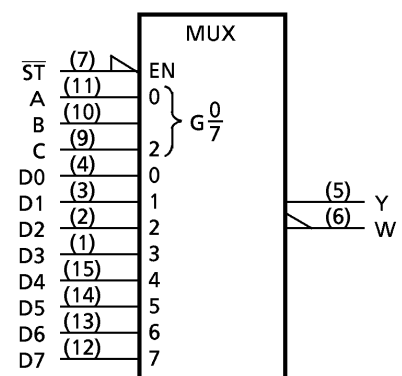 MUX
S̅T̅ (7) EN
A (11) 0
B (10) G 0/7
C (9) 2
D0 (4) 0
D1 (3) 1 (5) Y
D2 (2) 2 (6) W
D3 (1) 3
D4 (15) 4
D5 (14) 5
D6 (13) 6
D7 (12) 7